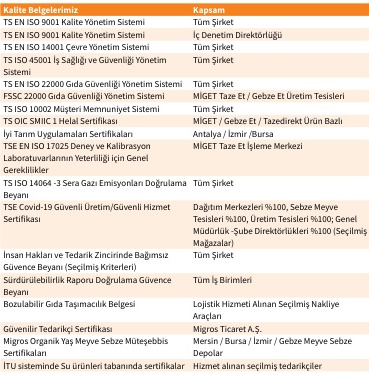 Kalite Belgelerimiz Kapsam
TS EN ISO 9001 Kalite Yönetim Sistemi Tüm Şirket
TS EN ISO 9001 Kalite Yönetim Sistemi İç Denetim Direktörlüğü
TS EN ISO 14001 Çevre Yönetim Sistemi Tüm Şirket
TS ISO 45001 İş Sağlığı ve Güvenliği Yönetim Tüm Şirket
Sistemi
TS EN ISO 22000 Gıda Güvenliği Yönetim Sistemi Tüm Şirket
FSSC 22000 Gıda Güvenliği Yönetim Sistemi MİGET Taze Et / Gebze Et Üretim Tesisleri
TS ISO 10002 Müşteri Memnuniyet Sistemi Tüm Şirket
TS OIC SMIIC 1 Helal Sertifikası MİGET / Gebze Et / Tazedirekt Ürün Bazlı
İyi Tarım Uygulamaları Sertifikaları Antalya / İzmir /Bursa
TSE EN ISO 17025 Deney ve Kalibrasyon MİGET Taze Et İşleme Merkezi
Laboratuvarlarının Yeterliliği için Genel
Gereklilikler
TS ISO 14064 -3 Sera Gazı Emisyonları Doğrulama Tüm Şirket
Beyanı
TSE Covid-19 Güvenli Üretim/Güvenli Hizmet Dağıtım Merkezleri %100, Sebze Meyve
Sertifikası Tesisleri %100, Üretim Tesisleri %100; Genel
Müdürlük -Şube Direktörlükleri %100 (Seçilmiş
Mağazalar)
İnsan Hakları ve Tedarik Zincirinde Bağımsız Tüm Şirket
Güvence Beyanı (Seçilmiş Kriterleri)
Sürdürülebilirlik Raporu Doğrulama Güvence Tüm İş Birimleri
Beyanı
Bozulabilir Gıda Taşımacılık Belgesi Lojistik Hizmeti Alınan Seçilmiş Nakliye
Araçları
Güvenilir Tedarikçi Sertifikası Migros Ticaret A.Ş.
Migros Organik Yaş Meyve Sebze Müteşebbis Mersin / Bursa / İzmir / Gebze Meyve Sebze
Sertifikaları Depolar
İTU sisteminde Su ürünleri tabanında sertifikalar Hizmet alınan seçilmiş tedarikçiler